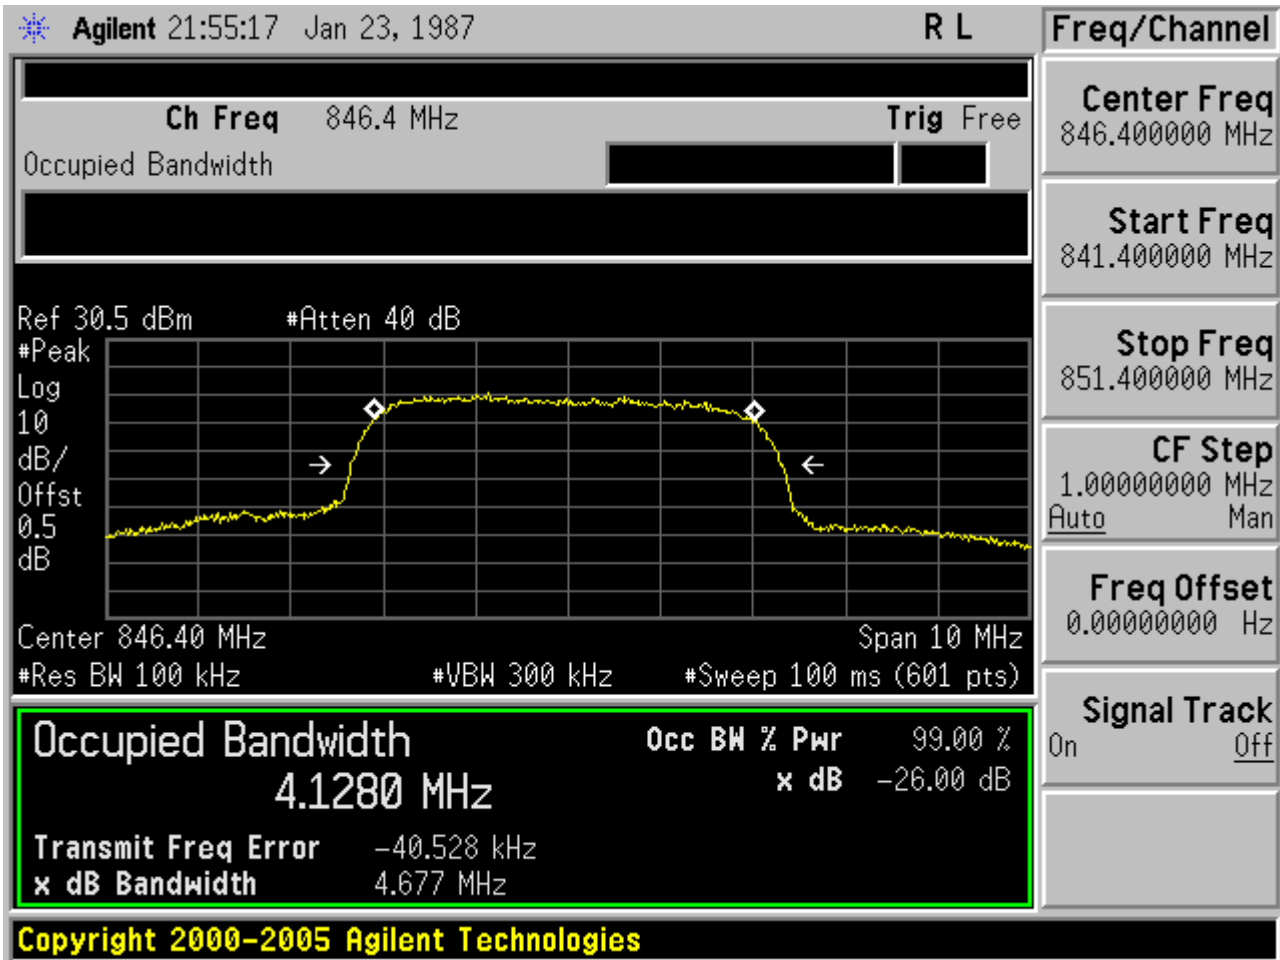 Agilent 21:55:17 Jan 23, 1987 R L
Freq/Channel
Ch Freq 846.4 MHz Trig Free
Occupied Bandwidth
Center Freq
846.400000 MHz
Start Freq
841.400000 MHz
Stop Freq
851.400000 MHz
CF Step
1.00000000 MHz
Auto Man
Freq Offset
0.00000000 Hz
Signal Track
On Off
Ref 30.5 dBm #Atten 40 dB
#Peak
Log
10
dB/
Offst
0.5
dB
Center 846.40 MHz Span 10 MHz
#Res BW 100 kHz #VBW 300 kHz #Sweep 100 ms (601 pts)
Occupied Bandwidth Occ BW % Pwr 99.00 %
4.1280 MHz x dB -26.00 dB
Transmit Freq Error -40.528 kHz
x dB Bandwidth 4.677 MHz
Copyright 2000-2005 Agilent Technologies